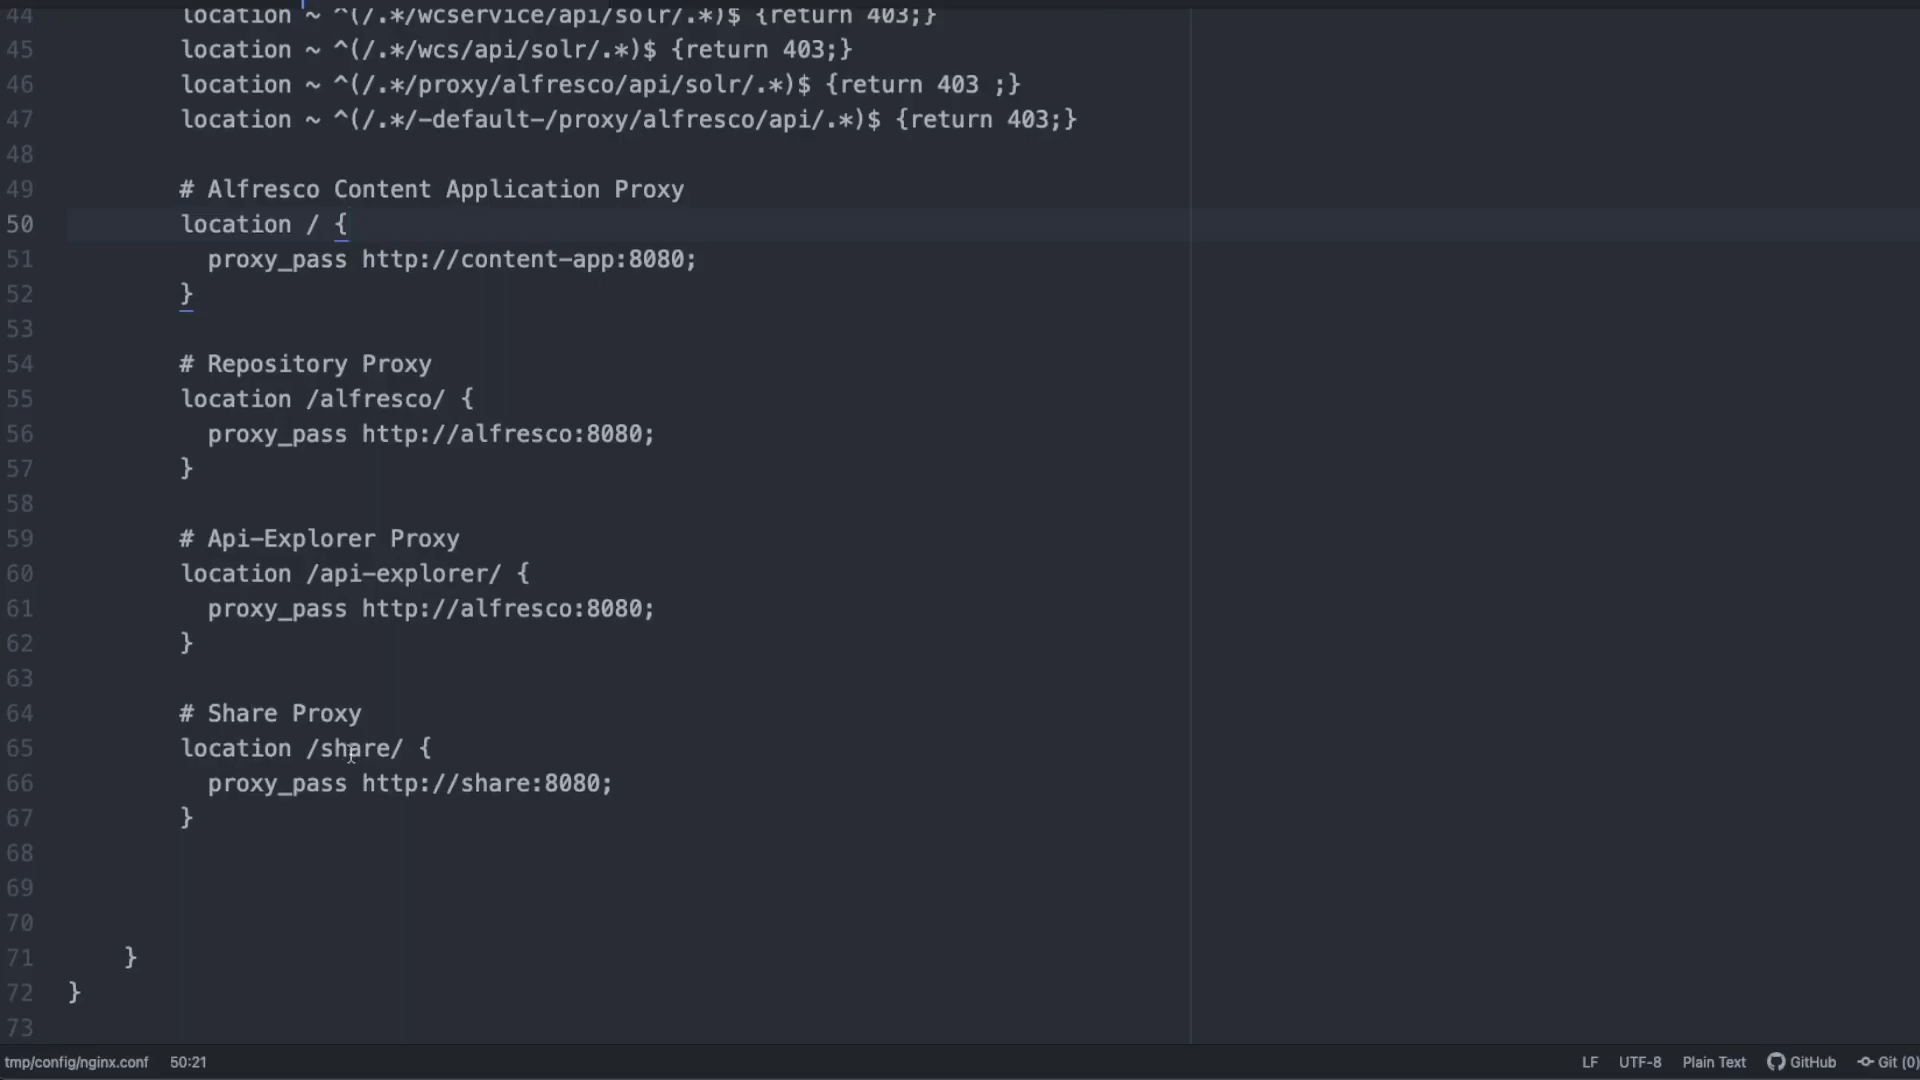 44 location ~ ^(/.*/wcservice/api/solr/.*)$ {return 403;}
45 location ~ ^(/.*/wcs/api/solr/.*)$ {return 403;}
46 location ~ ^(/.*/proxy/alfresco/api/solr/.*)$ {return 403 ;}
47 location ~ ^(/.*/-default-/proxy/alfresco/api/.*)$ {return 403;}
48
49 # Alfresco Content Application Proxy
50 location / {
51 proxy_pass http://content-app:8080;
52 }
53
54 # Repository Proxy
55 location /alfresco/ {
56 proxy_pass http://alfresco:8080;
57 }
58
59 # Api-Explorer Proxy
60 location /api-explorer/ {
61 proxy_pass http://alfresco:8080;
62 }
63
64 # Share Proxy
65 location /share/ {
66 proxy_pass http://share:8080;
67 }
68
69
70
71 }
72 }
73
tmp/config/nginx.conf 50:21 LF UTF-8 Plain Text GitHub Git (0)